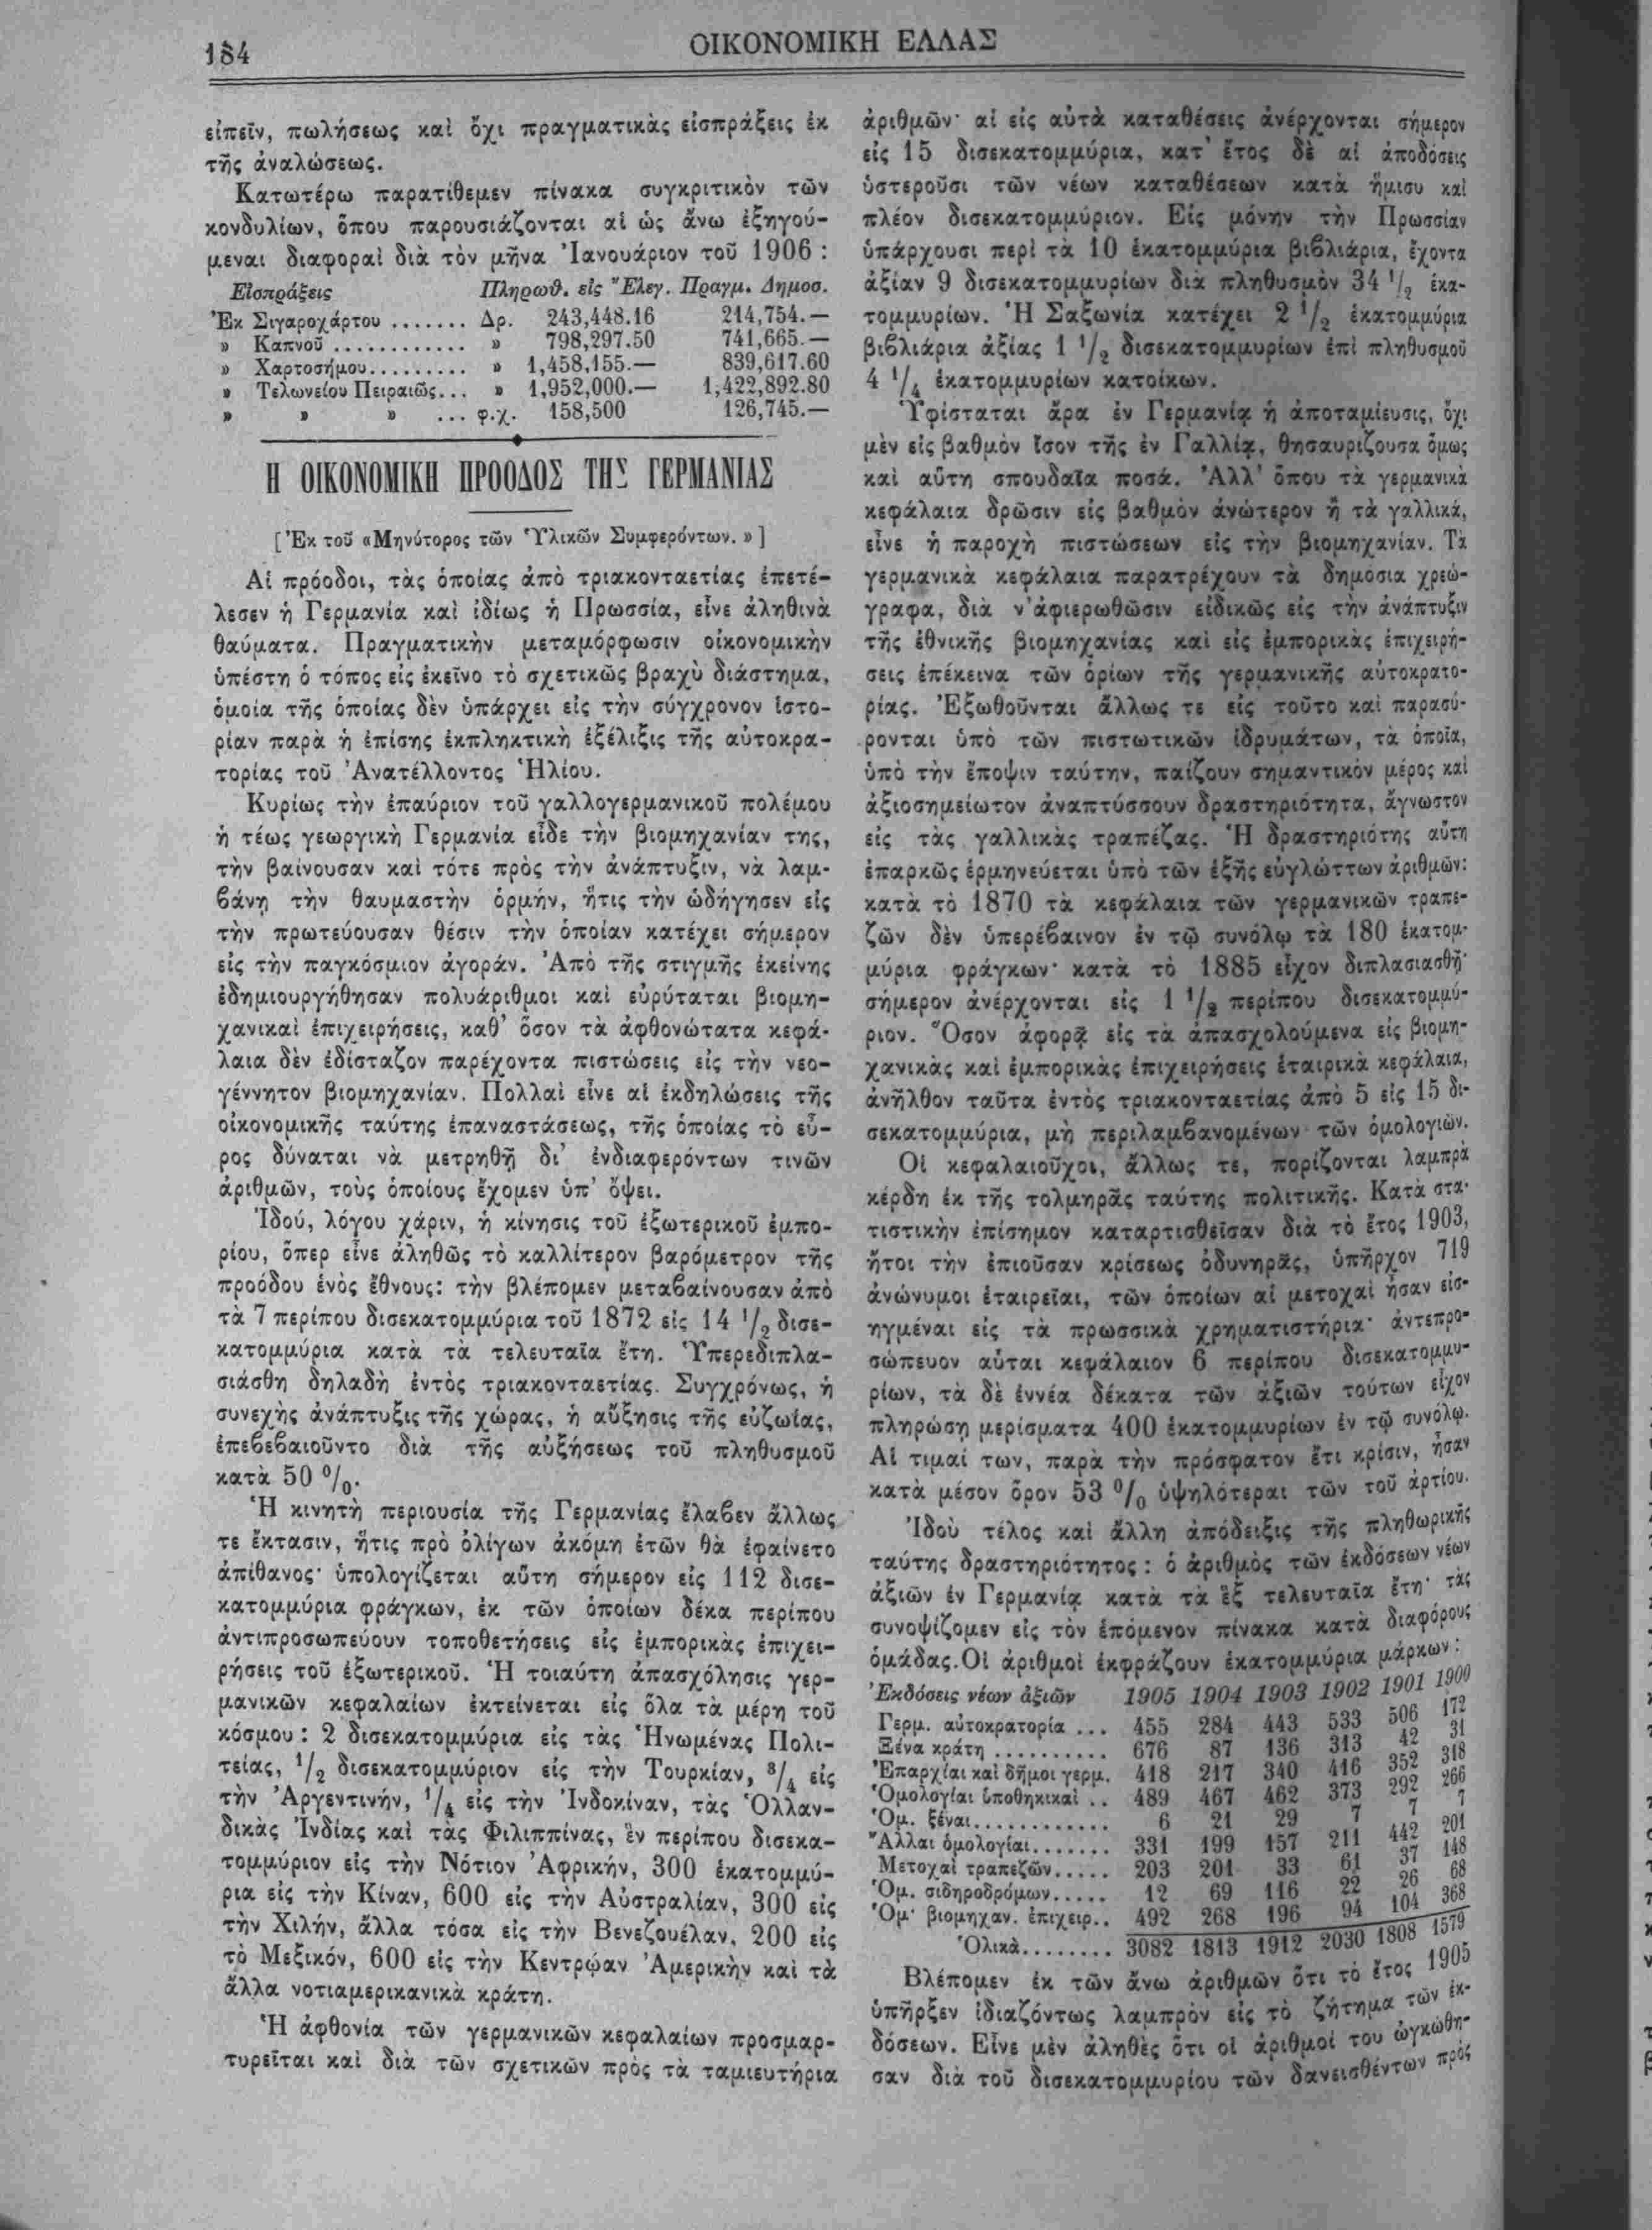 184
ΟΙΚΟΝΟΜΙΚΗ ΕΛΛΑΣ
εἰπεῖν, πωλήσεως καὶ ὄχι πραγματικὰς εἰσπράξεις ἐκ
τῆς ἀναλώσεως.
Κατωτέρω παρατίθεμεν πίνακα συγκριτικὸν τῶν
κονδυλίων, ὅπου παρουσιάζονται αἱ ὡς ἄνω ἐξηγού-
μεναι διαφοραὶ διὰ τὸν μῆνα Ἰανουάριον τοῦ 1906 :
Εἰσπράξεις Πληρωθ. εἰς Ἔλεγ. Πραγμ. Δημοσ.
Ἐκ Σιγαροχάρτου ....... Δρ. 243,448.16 214,754.—
» Καπνοῦ ............ » 798,297.50 741,665.—
» Χαρτοσήμου......... » 1,458,155.— 839,617.60
» Τελωνείου Πειραιῶς... » 1,952,000.— 1,422,892.80
» » » ... φ.χ. 158,500 126,745.—
Η ΟΙΚΟΝΟΜΙΚΗ ΠΡΟΟΔΟΣ ΤΗΣ ΓΕΡΜΑΝΙΑΣ
[Ἐκ τοῦ «Μηνύτορος τῶν Ὑλικῶν Συμφερόντων.»]
Αἱ πρόοδοι, τὰς ὁποίας ἀπὸ τριακονταετίας ἐπετέ-
λεσεν ἡ Γερμανία καὶ ἰδίως ἡ Πρωσσία, εἶνε ἀληθινὰ
θαύματα. Πραγματικὴν μεταμόρφωσιν οἰκονομικὴν
ὑπέστη ὁ τόπος εἰς ἐκεῖνο τὸ σχετικῶς βραχὺ διάστημα,
ὁμοία τῆς ὁποίας δὲν ὑπάρχει εἰς τὴν σύγχρονον ἱστο-
ρίαν παρὰ ἡ ἐπίσης ἐκπληκτικὴ ἐξέλιξις τῆς αὐτοκρα-
τορίας τοῦ Ἀνατέλλοντος Ἡλίου.
Κυρίως τὴν ἐπαύριον τοῦ γαλλογερμανικοῦ πολέμου
ἡ τέως γεωργικὴ Γερμανία εἶδε τὴν βιομηχανίαν της,
τὴν βαίνουσαν καὶ τότε πρὸς τὴν ἀνάπτυξιν, νὰ λαμ-
βάνῃ τὴν θαυμαστὴν ὁρμήν, ἥτις τὴν ὡδήγησεν εἰς
τὴν πρωτεύουσαν θέσιν τὴν ὁποίαν κατέχει σήμερον
εἰς τὴν παγκόσμιον ἀγοράν. Ἀπὸ τῆς στιγμῆς ἐκείνης
ἐδημιουργήθησαν πολυάριθμοι καὶ εὐρύταται βιομη-
χανικαὶ ἐπιχειρήσεις, καθ' ὅσον τὰ ἀφθονώτατα κεφά-
λαια δὲν ἐδίσταζον παρέχοντα πιστώσεις εἰς τὴν νεο-
γέννητον βιομηχανίαν. Πολλαὶ εἶνε αἱ ἐκδηλώσεις τῆς
οἰκονομικῆς ταύτης ἐπαναστάσεως, τῆς ὁποίας τὸ εὖ-
ρος δύναται νὰ μετρηθῇ δι' ἐνδιαφερόντων τινῶν
ἀριθμῶν, τοὺς ὁποίους ἔχομεν ὑπ' ὄψει.
Ἰδού, λόγου χάριν, ἡ κίνησις τοῦ ἐξωτερικοῦ ἐμπο-
ρίου, ὅπερ εἶνε ἀληθῶς τὸ καλλίτερον βαρόμετρον τῆς
προόδου ἑνὸς ἔθνους: τὴν βλέπομεν μεταβαίνουσαν ἀπὸ
τὰ 7 περίπου δισεκατομμύρια τοῦ 1872 εἰς 14 1/2 δισε-
κατομμύρια κατὰ τὰ τελευταῖα ἔτη. Ὑπερεδιπλα-
σιάσθη δηλαδὴ ἐντὸς τριακονταετίας. Συγχρόνως, ἡ
συνεχὴς ἀνάπτυξις τῆς χώρας, ἡ αὔξησις τῆς εὐζωΐας,
ἐπεβεβαιοῦντο διὰ τῆς αὐξήσεως τοῦ πληθυσμοῦ
κατὰ 50 0/0.
Ἡ κινητὴ περιουσία τῆς Γερμανίας ἔλαβεν ἄλλως
τε ἔκτασιν, ἥτις πρὸ ὀλίγων ἀκόμη ἐτῶν θὰ ἐφαίνετο
ἀπίθανος· ὑπολογίζεται αὕτη σήμερον εἰς 112 δισε-
κατομμύρια φράγκων, ἐκ τῶν ὁποίων δέκα περίπου
ἀντιπροσωπεύουν τοποθετήσεις εἰς ἐμπορικὰς ἐπιχει-
ρήσεις τοῦ ἐξωτερικοῦ. Ἡ τοιαύτη ἀπασχόλησις γερ-
μανικῶν κεφαλαίων ἐκτείνεται εἰς ὅλα τὰ μέρη τοῦ
κόσμου : 2 δισεκατομμύρια εἰς τὰς Ἡνωμένας Πολι-
τείας, 1/2 δισεκατομμύριον εἰς τὴν Τουρκίαν, 3/4 εἰς
τὴν Ἀργεντινήν, 1/4 εἰς τὴν Ἰνδοκίναν, τὰς Ὁλλαν-
δικὰς Ἰνδίας καὶ τὰς Φιλιππίνας, ἓν περίπου δισεκα-
τομμύριον εἰς τὴν Νότιον Ἀφρικήν, 300 ἑκατομμύ-
ρια εἰς τὴν Κίναν, 600 εἰς τὴν Αὐστραλίαν, 300 εἰς
τὴν Χιλήν, ἄλλα τόσα εἰς τὴν Βενεζουέλαν, 200 εἰς
τὸ Μεξικόν, 600 εἰς τὴν Κεντρῴαν Ἀμερικὴν καὶ τὰ
ἄλλα νοτιαμερικανικὰ κράτη.
Ἡ ἀφθονία τῶν γερμανικῶν κεφαλαίων προσμαρ-
τυρεῖται καὶ διὰ τῶν σχετικῶν πρὸς τὰ ταμιευτήρια
ἀριθμῶν· αἱ εἰς αὐτὰ καταθέσεις ἀνέρχονται σήμερον
εἰς 15 δισεκατομμύρια, κατ' ἔτος δὲ αἱ ἀποδόσεις
ὑστεροῦσι τῶν νέων καταθέσεων κατὰ ἥμισυ καὶ
πλέον δισεκατομμύριον. Εἰς μόνην τὴν Πρωσσίαν
ὑπάρχουσι περὶ τὰ 10 ἑκατομμύρια βιβλιάρια, ἔχοντα
ἀξίαν 9 δισεκατομμυρίων διὰ πληθυσμὸν 34 1/2 ἑκα-
τομμυρίων. Ἡ Σαξωνία κατέχει 2 1/2 ἑκατομμύρια
βιβλιάρια ἀξίας 1 1/2 δισεκατομμυρίων ἐπὶ πληθυσμοῦ
4 1/4 ἑκατομμυρίων κατοίκων.
Ὑφίσταται ἄρα ἐν Γερμανίᾳ ἡ ἀποταμίευσις, ὄχι
μὲν εἰς βαθμὸν ἴσον τῆς ἐν Γαλλίᾳ, θησαυρίζουσα ὅμως
καὶ αὕτη σπουδαῖα ποσά. Ἀλλ' ὅπου τὰ γερμανικὰ
κεφάλαια δρῶσιν εἰς βαθμὸν ἀνώτερον ἢ τὰ γαλλικά,
εἶνε ἡ παροχὴ πιστώσεων εἰς τὴν βιομηχανίαν. Τὰ
γερμανικὰ κεφάλαια παρατρέχουν τὰ δημόσια χρεώ-
γραφα, διὰ ν' ἀφιερωθῶσιν εἰδικῶς εἰς τὴν ἀνάπτυξιν
τῆς ἐθνικῆς βιομηχανίας καὶ εἰς ἐμπορικὰς ἐπιχειρή-
σεις ἐπέκεινα τῶν ὁρίων τῆς γερμανικῆς αὐτοκρατο-
ρίας. Ἐξωθοῦνται ἄλλως τε εἰς τοῦτο καὶ παρασύ-
ρονται ὑπὸ τῶν πιστωτικῶν ἱδρυμάτων, τὰ ὁποῖα,
ὑπὸ τὴν ἔποψιν ταύτην, παίζουν σημαντικὸν μέρος καὶ
ἀξιοσημείωτον ἀναπτύσσουν δραστηριότητα, ἄγνωστον
εἰς τὰς γαλλικὰς τραπέζας. Ἡ δραστηριότης αὕτη
ἐπαρκῶς ἑρμηνεύεται ὑπὸ τῶν ἑξῆς εὐγλώττων ἀριθμῶν:
κατὰ τὸ 1870 τὰ κεφάλαια τῶν γερμανικῶν τραπε-
ζῶν δὲν ὑπερέβαινον ἐν τῷ συνόλῳ τὰ 180 ἑκατομ-
μύρια φράγκων· κατὰ τὸ 1885 εἶχον διπλασιασθῆ·
σήμερον ἀνέρχονται εἰς 1 1/2 περίπου δισεκατομμύ-
ριον. Ὅσον ἀφορᾷ εἰς τὰ ἀπασχολούμενα εἰς βιομη-
χανικὰς καὶ ἐμπορικὰς ἐπιχειρήσεις ἑταιρικὰ κεφάλαια,
ἀνῆλθον ταῦτα ἐντὸς τριακονταετίας ἀπὸ 5 εἰς 15 δι-
σεκατομμύρια, μὴ περιλαμβανομένων τῶν ὁμολογιῶν.
Οἱ κεφαλαιοῦχοι, ἄλλως τε, πορίζονται λαμπρὰ
κέρδη ἐκ τῆς τολμηρᾶς ταύτης πολιτικῆς. Κατὰ στα-
τιστικὴν ἐπίσημον καταρτισθεῖσαν διὰ τὸ ἔτος 1903,
ἤτοι τὴν ἐπιοῦσαν κρίσεως ὀδυνηρᾶς, ὑπῆρχον 719
ἀνώνυμοι ἑταιρεῖαι, τῶν ὁποίων αἱ μετοχαὶ ἦσαν εἰσ-
ηγμέναι εἰς τὰ πρωσσικὰ χρηματιστήρια· ἀντεπρο-
σώπευον αὗται κεφάλαιον 6 περίπου δισεκατομμυ-
ρίων, τὰ δὲ ἐννέα δέκατα τῶν ἀξιῶν τούτων εἶχον
πληρώσῃ μερίσματα 400 ἑκατομμυρίων ἐν τῷ συνόλῳ.
Αἱ τιμαί των, παρὰ τὴν πρόσφατον ἔτι κρίσιν, ἦσαν
κατὰ μέσον ὅρον 53 0/0 ὑψηλότεραι τῶν τοῦ ἀρτίου.
Ἰδοὺ τέλος καὶ ἄλλη ἀπόδειξις τῆς πληθωρικῆς
ταύτης δραστηριότητος : ὁ ἀριθμὸς τῶν ἐκδόσεων νέων
ἀξιῶν ἐν Γερμανίᾳ κατὰ τὰ ἓξ τελευταῖα ἔτη· τὰς
συνοψίζομεν εἰς τὸν ἑπόμενον πίνακα κατὰ διαφόρους
ὁμάδας. Οἱ ἀριθμοὶ ἐκφράζουν ἑκατομμύρια μάρκων :
Ἐκδόσεις νέων ἀξιῶν 1905 1904 1903 1902 1901 1900
Γερμ. αὐτοκρατορία ... 455 284 443 533 506 172
Ξένα κράτη .......... 676 87 136 313 42 31
Ἐπαρχίαι καὶ δῆμοι γερμ. 418 217 340 416 352 318
Ὁμολογίαι ὑποθηκικαὶ .. 489 467 462 373 292 266
Ὁμ. ξέναι............ 6 21 29 7 7 7
Ἄλλαι ὁμολογίαι....... 331 199 157 211 442 201
Μετοχαὶ τραπεζῶν..... 203 201 33 61 37 148
Ὁμ. σιδηροδρόμων..... 12 69 116 22 26 68
Ὁμ· βιομηχαν. ἐπιχειρ.. 492 268 196 94 104 368
Ὁλικὰ........ 3082 1813 1912 2030 1808 1579
Βλέπομεν ἐκ τῶν ἄνω ἀριθμῶν ὅτι τὸ ἔτος 1905
ὑπῆρξεν ἰδιαζόντως λαμπρὸν εἰς τὸ ζήτημα τῶν ἐκ-
δόσεων. Εἶνε μὲν ἀληθὲς ὅτι οἱ ἀριθμοί του ὠγκώθη-
σαν διὰ τοῦ δισεκατομμυρίου τῶν δανεισθέντων πρὸς